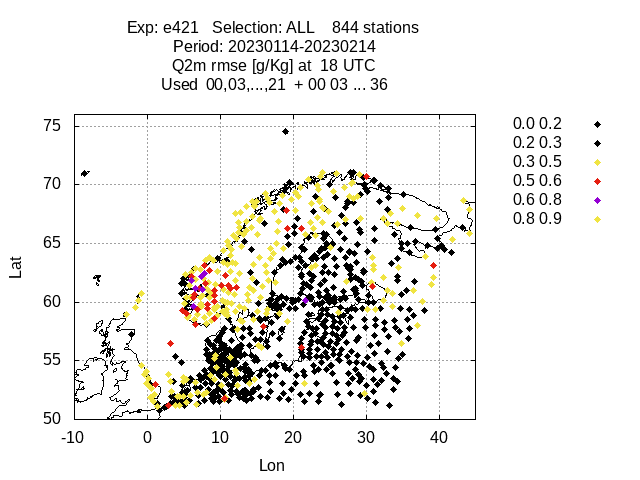 Exp: e421 Selection: ALL 844 stations
Period: 20230114-20230214
Q2m rmse [g/Kg] at 18 UTC
Used 00,03,...,21 + 00 03 ... 36
75
70
65
60
55
50
Lat
-10 0 10 20 30 40
Lon
0.0 0.2
0.2 0.3
0.3 0.5
0.5 0.6
0.6 0.8
0.8 0.9